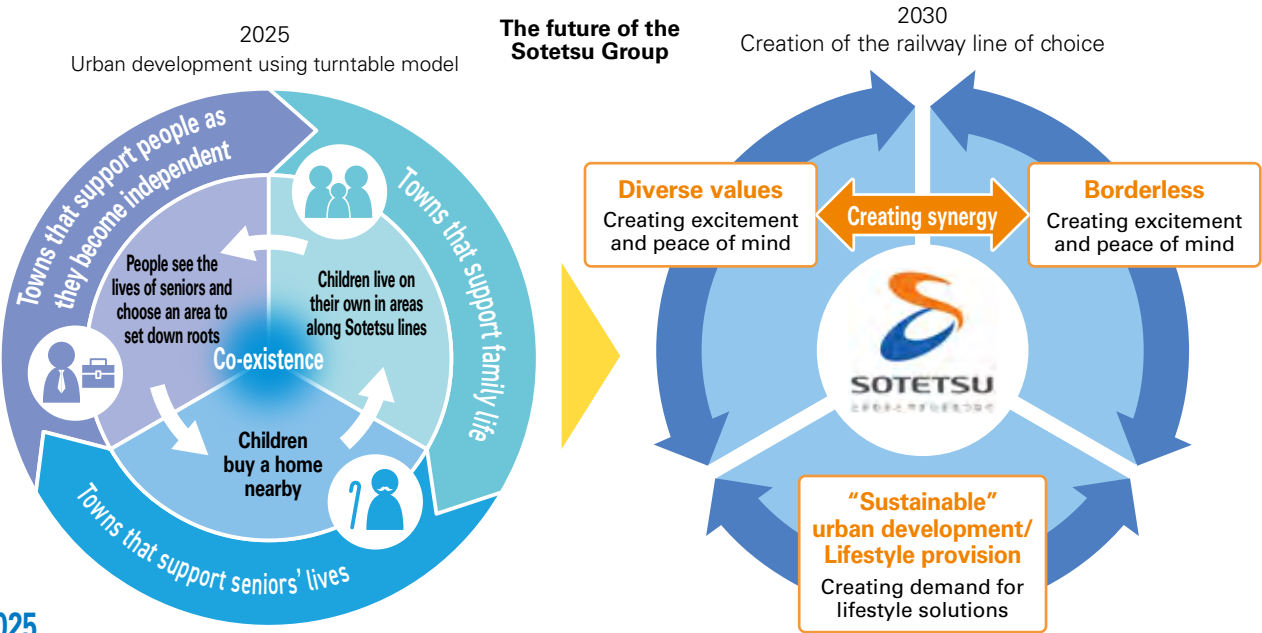 The future of the
Sotetsu Group
2025
Urban development using turntable model
Towns that support people as
they become independent
Towns that support family life
Towns that support seniors' lives
People see the
lives of seniors and
choose an area to
set down roots
Children live on
their own in areas
along Sotetsu lines
Co-existence
Children
buy a home
nearby
2030
Creation of the railway line of choice
Diverse values
Creating excitement
and peace of mind
Creating synergy
Borderless
Creating excitement
and peace of mind
SOTETSU
“Sustainable”
urban development/
Lifestyle provision
Creating demand for
lifestyle solutions
025